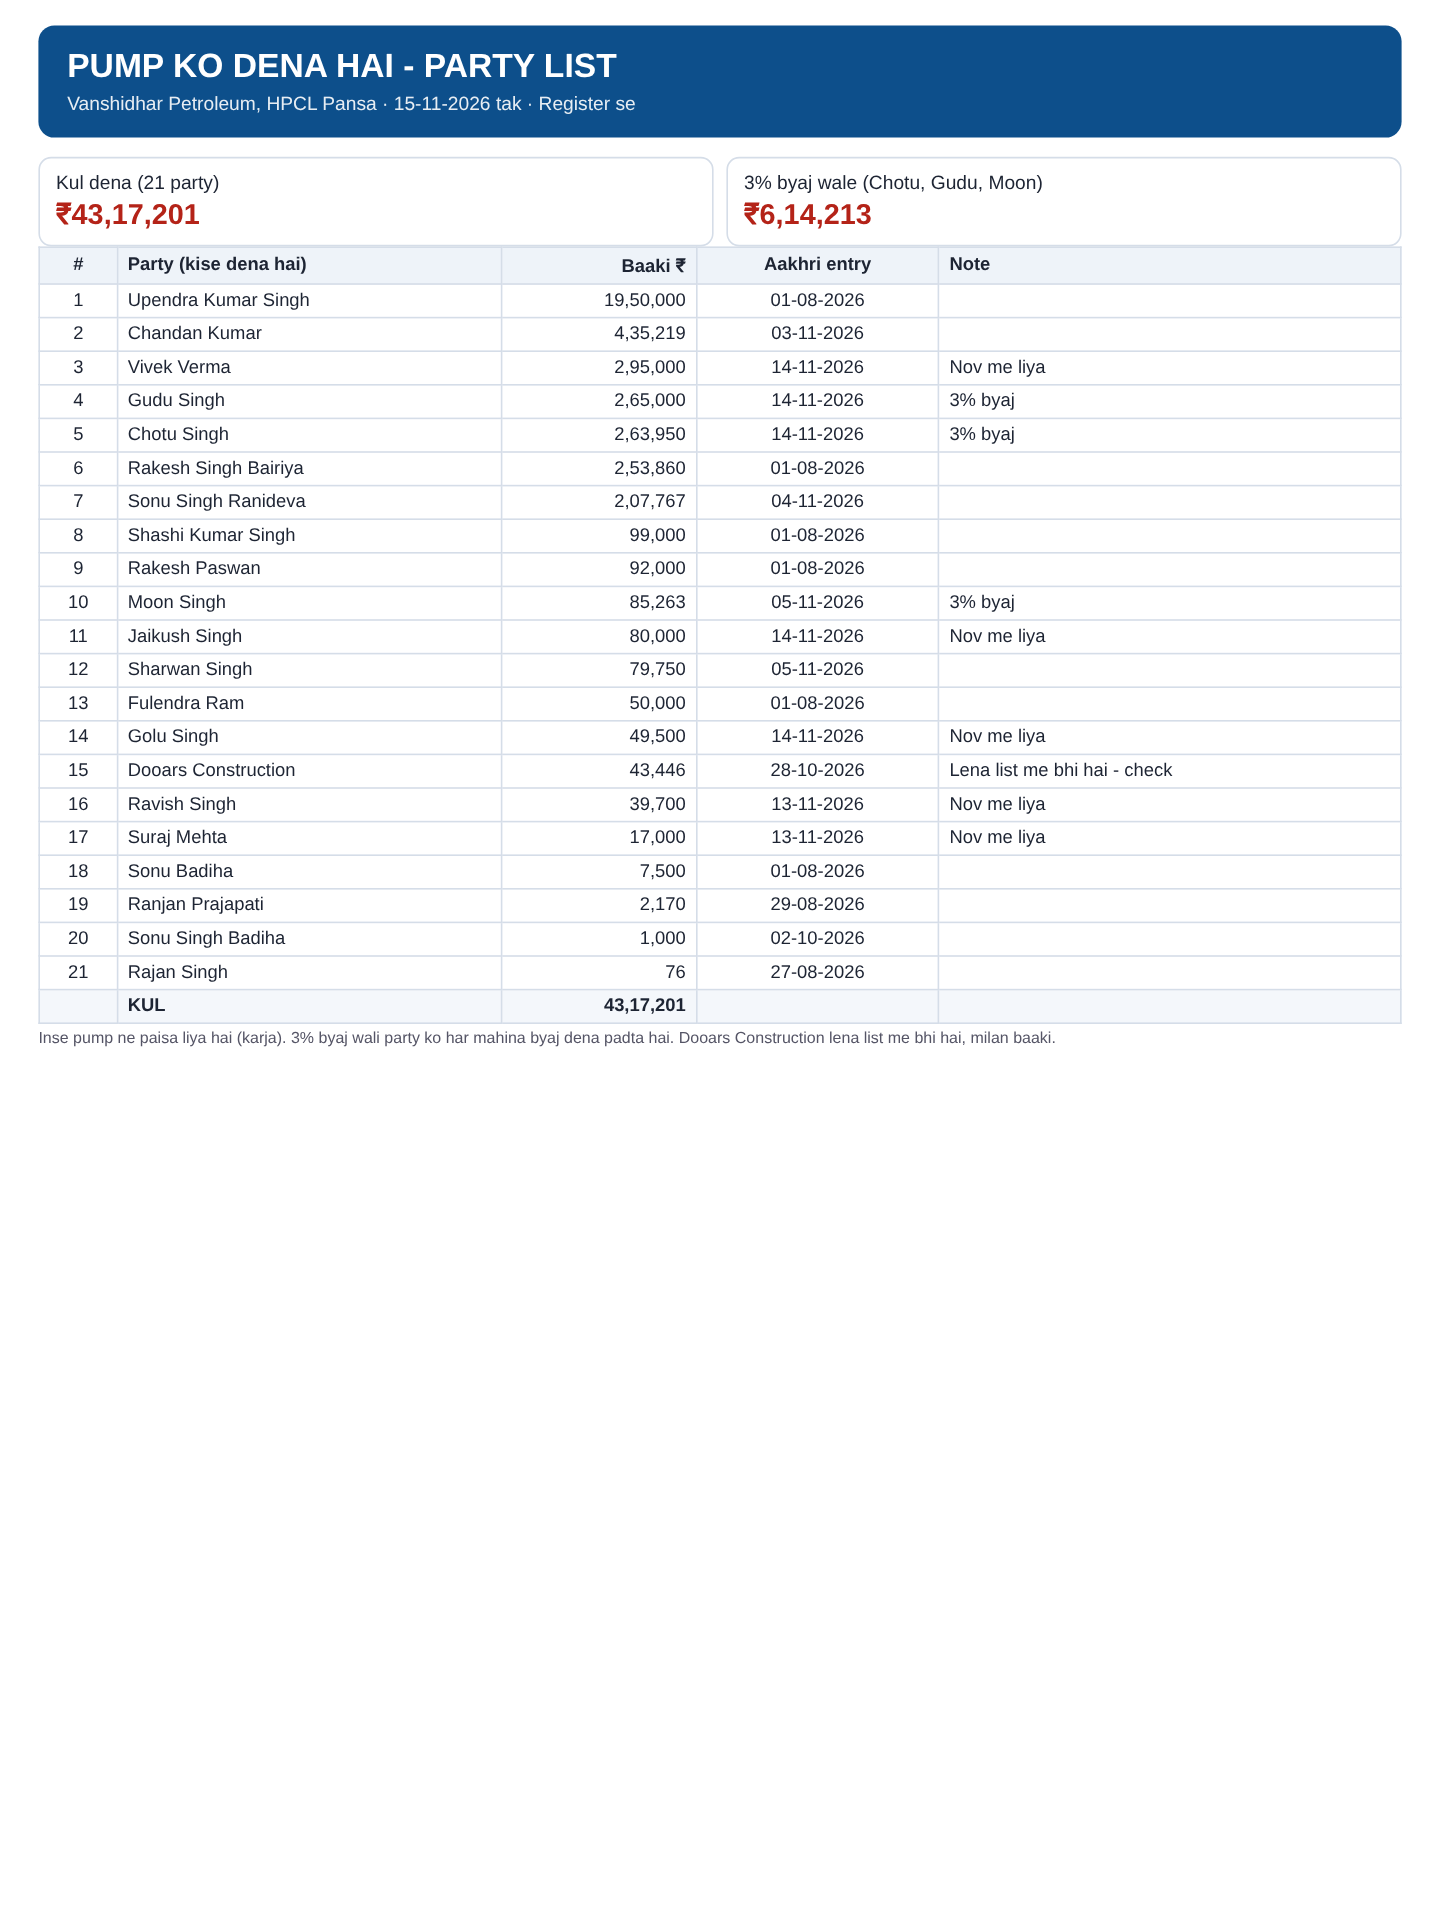 PUMP KO DENA HAI - PARTY LIST
Vanshidhar Petroleum, HPCL Pansa · 15-11-2026 tak · Register se
Kul dena (21 party)
₹43,17,201
3% byaj wale (Chotu, Gudu, Moon)
₹6,14,213
# Party (kise dena hai) Baaki ₹ Aakhri entry Note
1 Upendra Kumar Singh 19,50,000 01-08-2026
2 Chandan Kumar 4,35,219 03-11-2026
3 Vivek Verma 2,95,000 14-11-2026 Nov me liya
4 Gudu Singh 2,65,000 14-11-2026 3% byaj
5 Chotu Singh 2,63,950 14-11-2026 3% byaj
6 Rakesh Singh Bairiya 2,53,860 01-08-2026
7 Sonu Singh Ranideva 2,07,767 04-11-2026
8 Shashi Kumar Singh 99,000 01-08-2026
9 Rakesh Paswan 92,000 01-08-2026
10 Moon Singh 85,263 05-11-2026 3% byaj
11 Jaikush Singh 80,000 14-11-2026 Nov me liya
12 Sharwan Singh 79,750 05-11-2026
13 Fulendra Ram 50,000 01-08-2026
14 Golu Singh 49,500 14-11-2026 Nov me liya
15 Dooars Construction 43,446 28-10-2026 Lena list me bhi hai - check
16 Ravish Singh 39,700 13-11-2026 Nov me liya
17 Suraj Mehta 17,000 13-11-2026 Nov me liya
18 Sonu Badiha 7,500 01-08-2026
19 Ranjan Prajapati 2,170 29-08-2026
20 Sonu Singh Badiha 1,000 02-10-2026
21 Rajan Singh 76 27-08-2026
KUL 43,17,201
Inse pump ne paisa liya hai (karja). 3% byaj wali party ko har mahina byaj dena padta hai. Dooars Construction lena list me bhi hai, milan baaki.